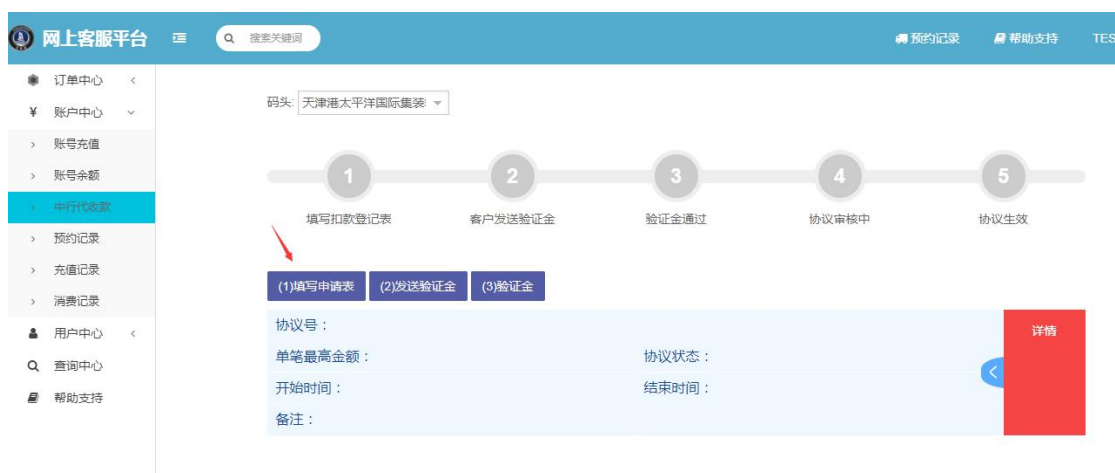 网上客服平台
搜索关键词
预约记录
帮助支持
TES
订单中心
账户中心
账号充值
账号余额
中行代收款
预约记录
充值记录
消费记录
用户中心
查询中心
帮助支持
码头: 天津港太平洋国际集装
1 2 3 4 5
填写扣款登记表 客户发送验证金 验证金通过 协议审核中 协议生效
(1)填写申请表 (2)发送验证金 (3)验证金
协议号：
详情
单笔最高金额： 协议状态：
开始时间： 结束时间：
备注：